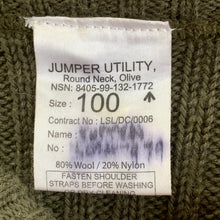 JUMPER UTILITY,
Round Neck, Olive
NSN: 8405-99-132-1772
Size : 100
Contract No : LSL/DC/0006
Name
No
80% Wool / 20% Nylon
FASTEN SHOULDER
STRAPS BEFORE WASHING